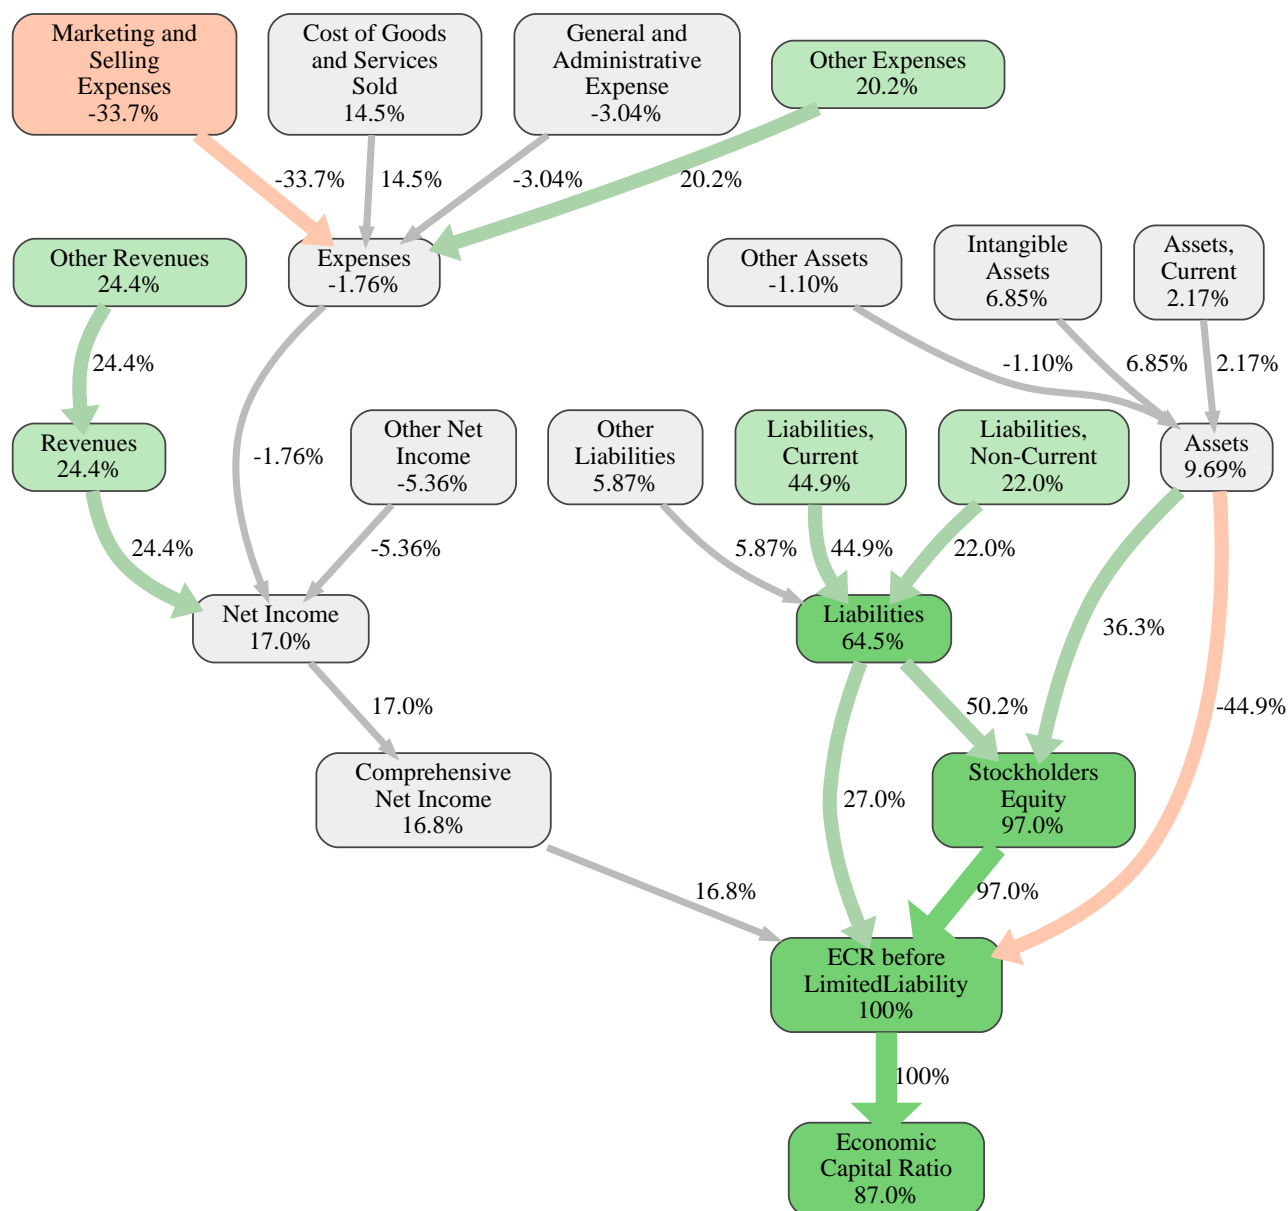 Marketing and
Selling
Expenses
-33.7%
Cost of Goods
and Services
Sold
14.5%
General and
Administrative
Expense
-3.04%
Other Expenses
20.2%
-33.7%
14.5%
-3.04%
20.2%
Other Revenues
24.4%
Expenses
-1.76%
Other Assets
-1.10%
Intangible
Assets
6.85%
Assets,
Current
2.17%
24.4%
-1.10%
6.85%
2.17%
Revenues
24.4%
-1.76%
Other Net
Income
-5.36%
Other
Liabilities
5.87%
Liabilities,
Current
44.9%
Liabilities,
Non-Current
22.0%
Assets
9.69%
24.4%
-5.36%
5.87%
44.9%
22.0%
Net Income
17.0%
Liabilities
64.5%
36.3%
17.0%
50.2%
-44.9%
Comprehensive
Net Income
16.8%
27.0%
Stockholders
Equity
97.0%
16.8%
97.0%
ECR before
LimitedLiability
100%
100%
Economic
Capital Ratio
87.0%